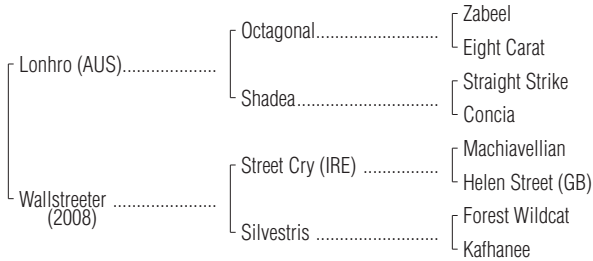 Lonhro (AUS)....................
Wallstreeter ......................
(2008)
Octagonal..........................
Shadea..............................
Street Cry (IRE) ................
Silvestris ..........................
Zabeel
Eight Carat
Straight Strike
Concia
Machiavellian
Helen Street (GB)
Forest Wildcat
Kafhanee